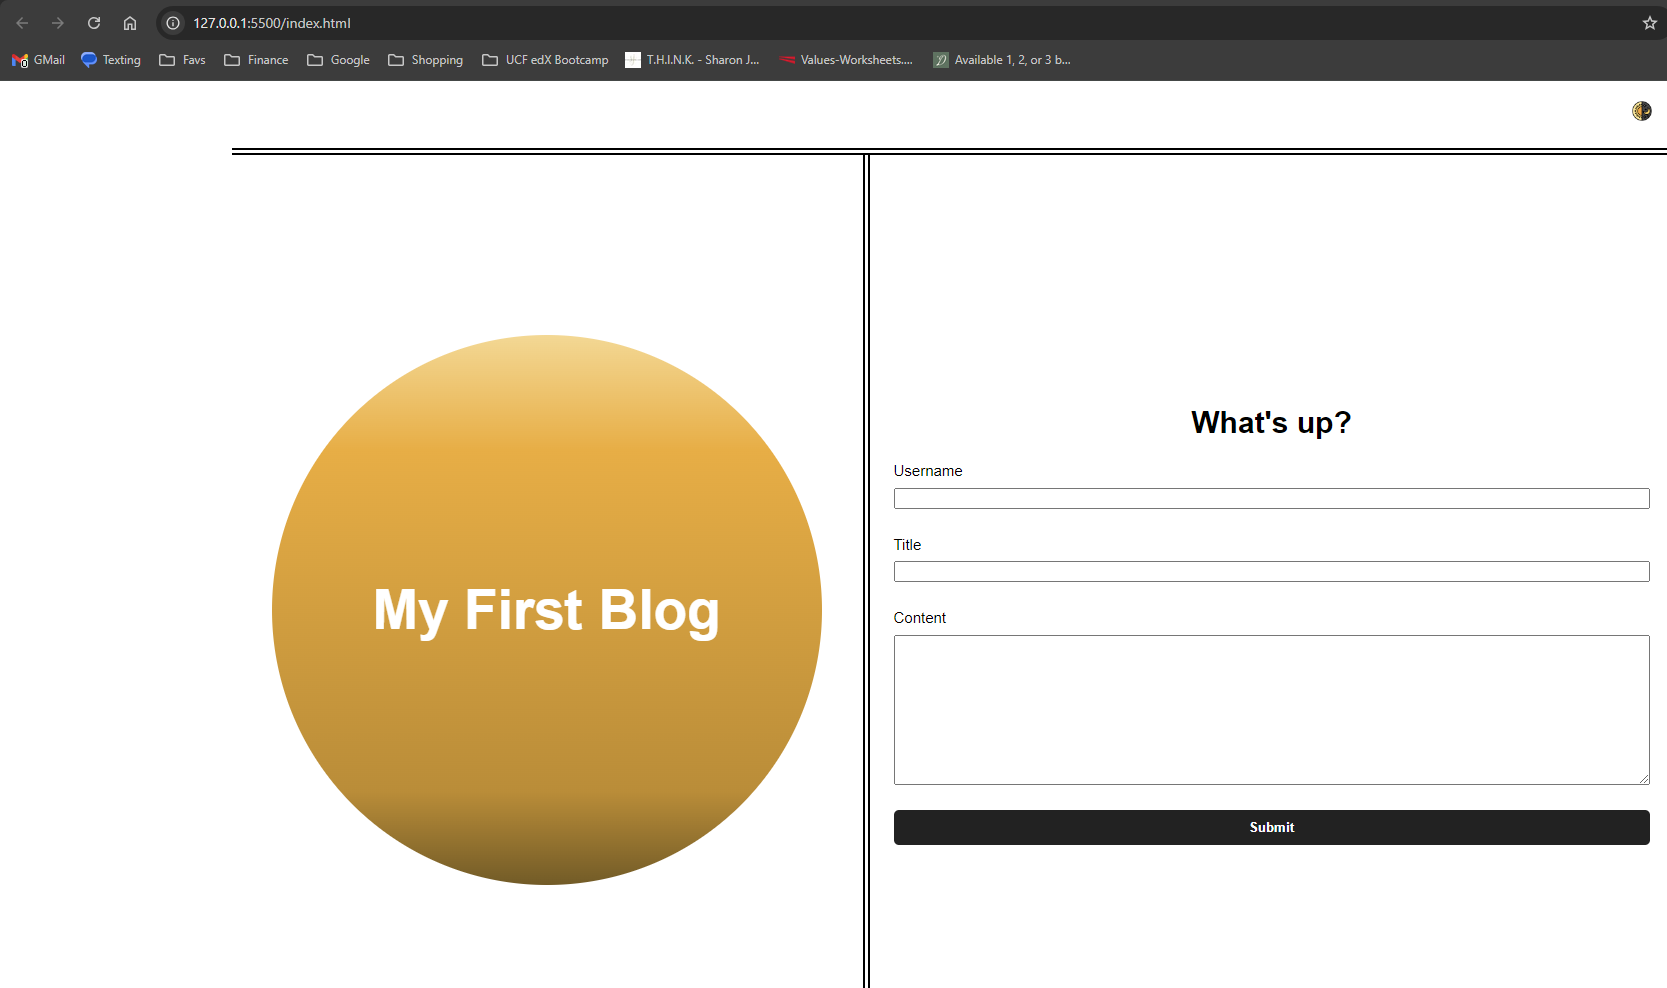 127.0.0.1:5500/index.html
GMail Texting Favs Finance Google Shopping UCF edX Bootcamp T.H.I.N.K. - Sharon J... Values-Worksheets.... Available 1, 2, or 3 b...
My First Blog
What's up?
Username
Title
Content
Submit